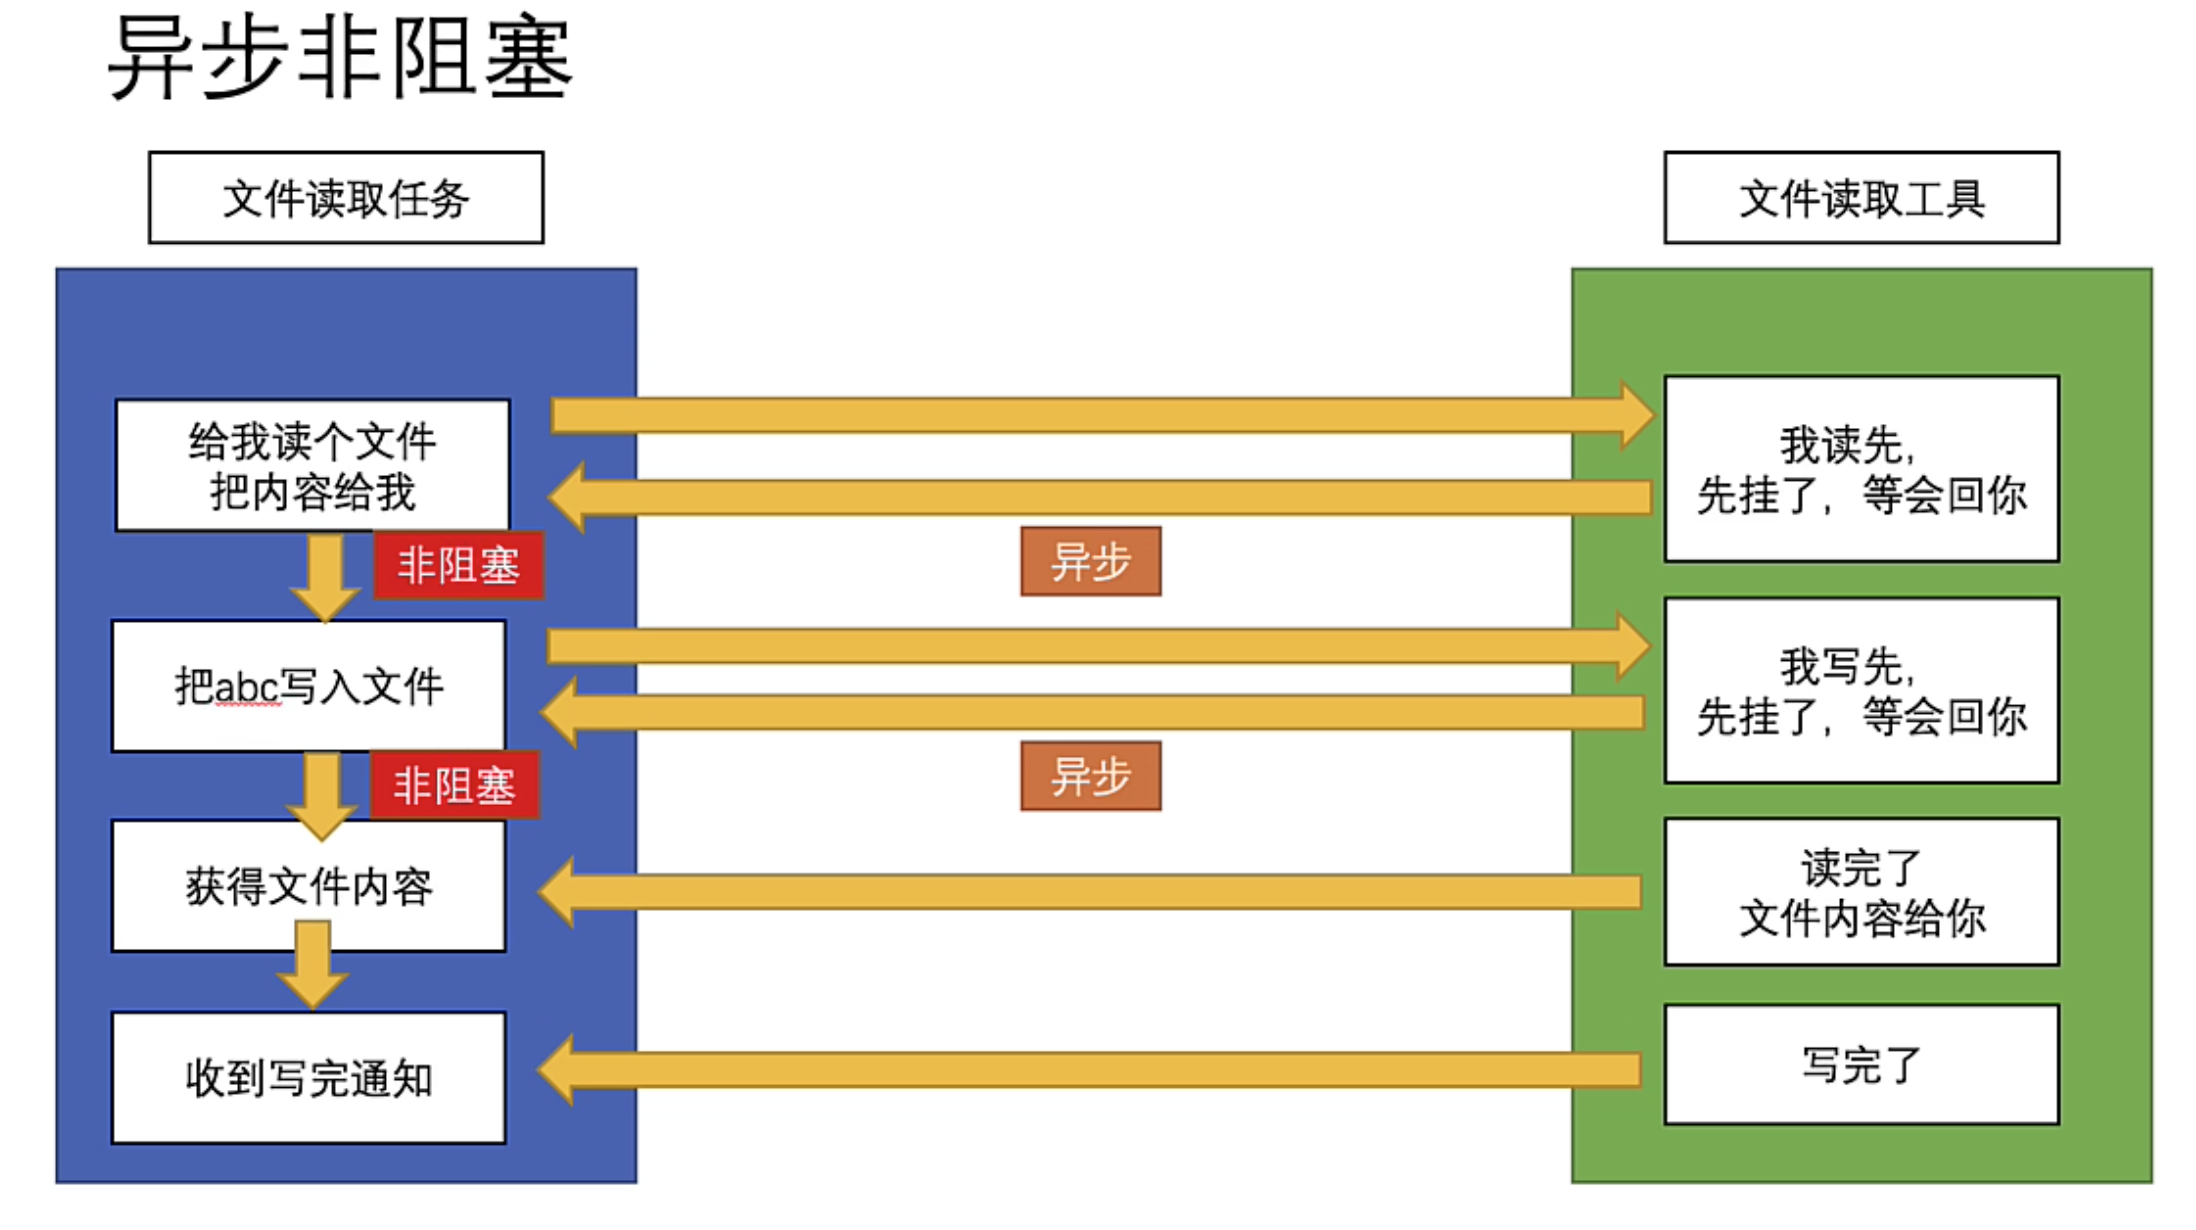 异步非阻塞
文件读取任务
文件读取工具
给我读个文件
把内容给我
我读先,
先挂了，等会回你
非阻塞
异步
把abc写入文件
我写先,
先挂了，等会回你
非阻塞
异步
获得文件内容
读完了
文件内容给你
收到写完通知
写完了